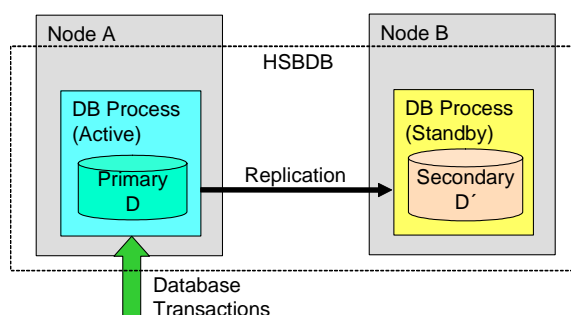 Node A
Node B
HSBDB
DB Process
(Active)
Primary
D
Replication
DB Process
(Standby)
Secondary
D´
Database
Transactions